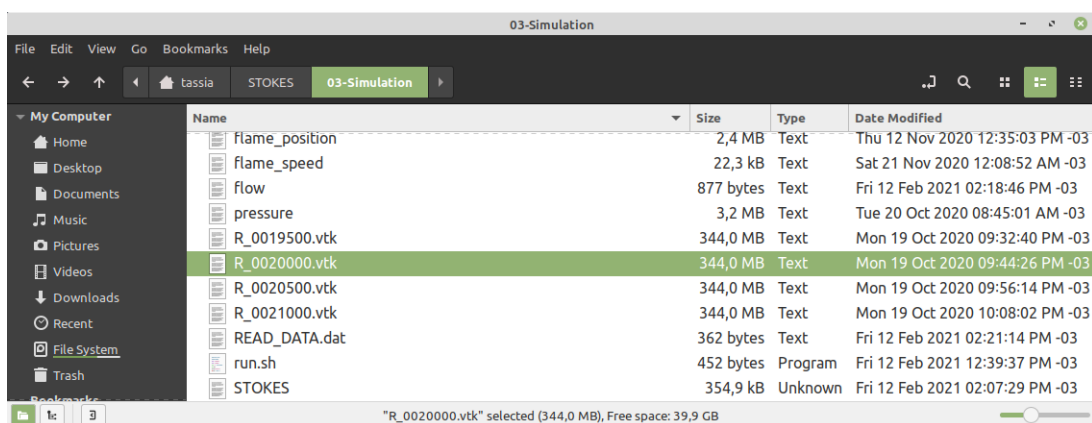 03-Simulation
File Edit View Go Bookmarks Help
tassia STOKES 03-Simulation
My Computer
Home
Desktop
Documents
Music
Pictures
Videos
Downloads
Recent
File System
Trash
Bookmarks
Name Size Type Date Modified
flame_position 2,4 MB Text Thu 12 Nov 2020 12:35:03 PM -03
flame_speed 22,3 kB Text Sat 21 Nov 2020 12:08:52 AM -03
flow 877 bytes Text Fri 12 Feb 2021 02:18:46 PM -03
pressure 3,2 MB Text Tue 20 Oct 2020 08:45:01 AM -03
R_0019500.vtk 344,0 MB Text Mon 19 Oct 2020 09:32:40 PM -03
R_0020000.vtk 344,0 MB Text Mon 19 Oct 2020 09:44:26 PM -03
R_0020500.vtk 344,0 MB Text Mon 19 Oct 2020 09:56:14 PM -03
R_0021000.vtk 344,0 MB Text Mon 19 Oct 2020 10:08:02 PM -03
READ_DATA.dat 362 bytes Text Fri 12 Feb 2021 02:21:14 PM -03
run.sh 452 bytes Program Fri 12 Feb 2021 12:39:37 PM -03
STOKES 354,9 kB Unknown Fri 12 Feb 2021 02:07:29 PM -03
"R_0020000.vtk" selected (344,0 MB), Free space: 39,9 GB